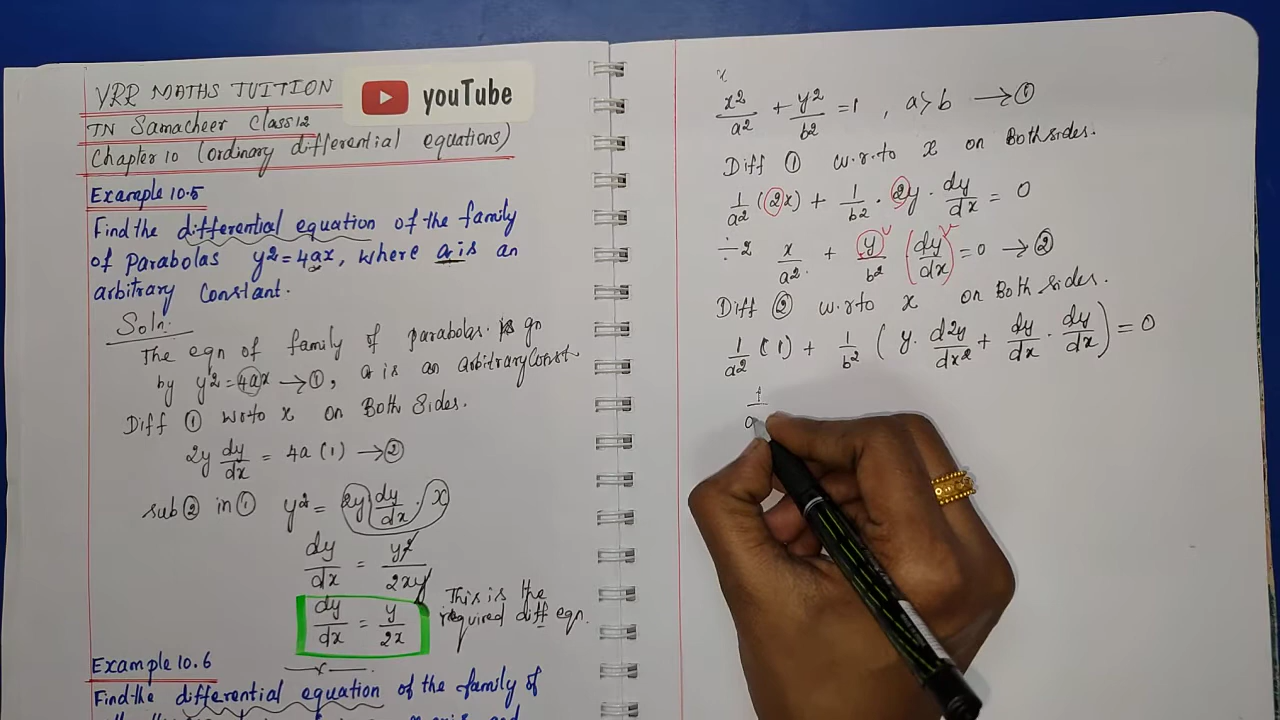 VRR MATHS TUITION
youTube
TN Samacheer Class 12
Chapter 10 (ordinary differential equations)
Example 10.5
Find the differential equation of the family
of parabolas y² = 4ax, where a is an
arbitrary constant.
Soln:
The eqn of family of parabolas is gn
by y² = 4ax → ①, a is an arbitrary const
Diff ① w.r.to x on Both Sides.
2y dy/dx = 4a (1) → ②
sub ② in ① y² = 2y dy/dx . x
dy/dx = y²/2xy
dy/dx = y/2x This is the
required diff eqn.
x
Example 10.6
Find the differential equation of the family of
x²/a² + y²/b² = 1 , a > b → ①
Diff ① w.r.to x on Both sides.
1/a² (2x) + 1/b² . 2y . dy/dx = 0
÷2 x/a² + y/b² (dy/dx) = 0 → ②
Diff ② w.r.to x on Both sides.
1/a² (1) + 1/b² ( y . d²y/dx² + dy/dx . dy/dx ) = 0
1/a